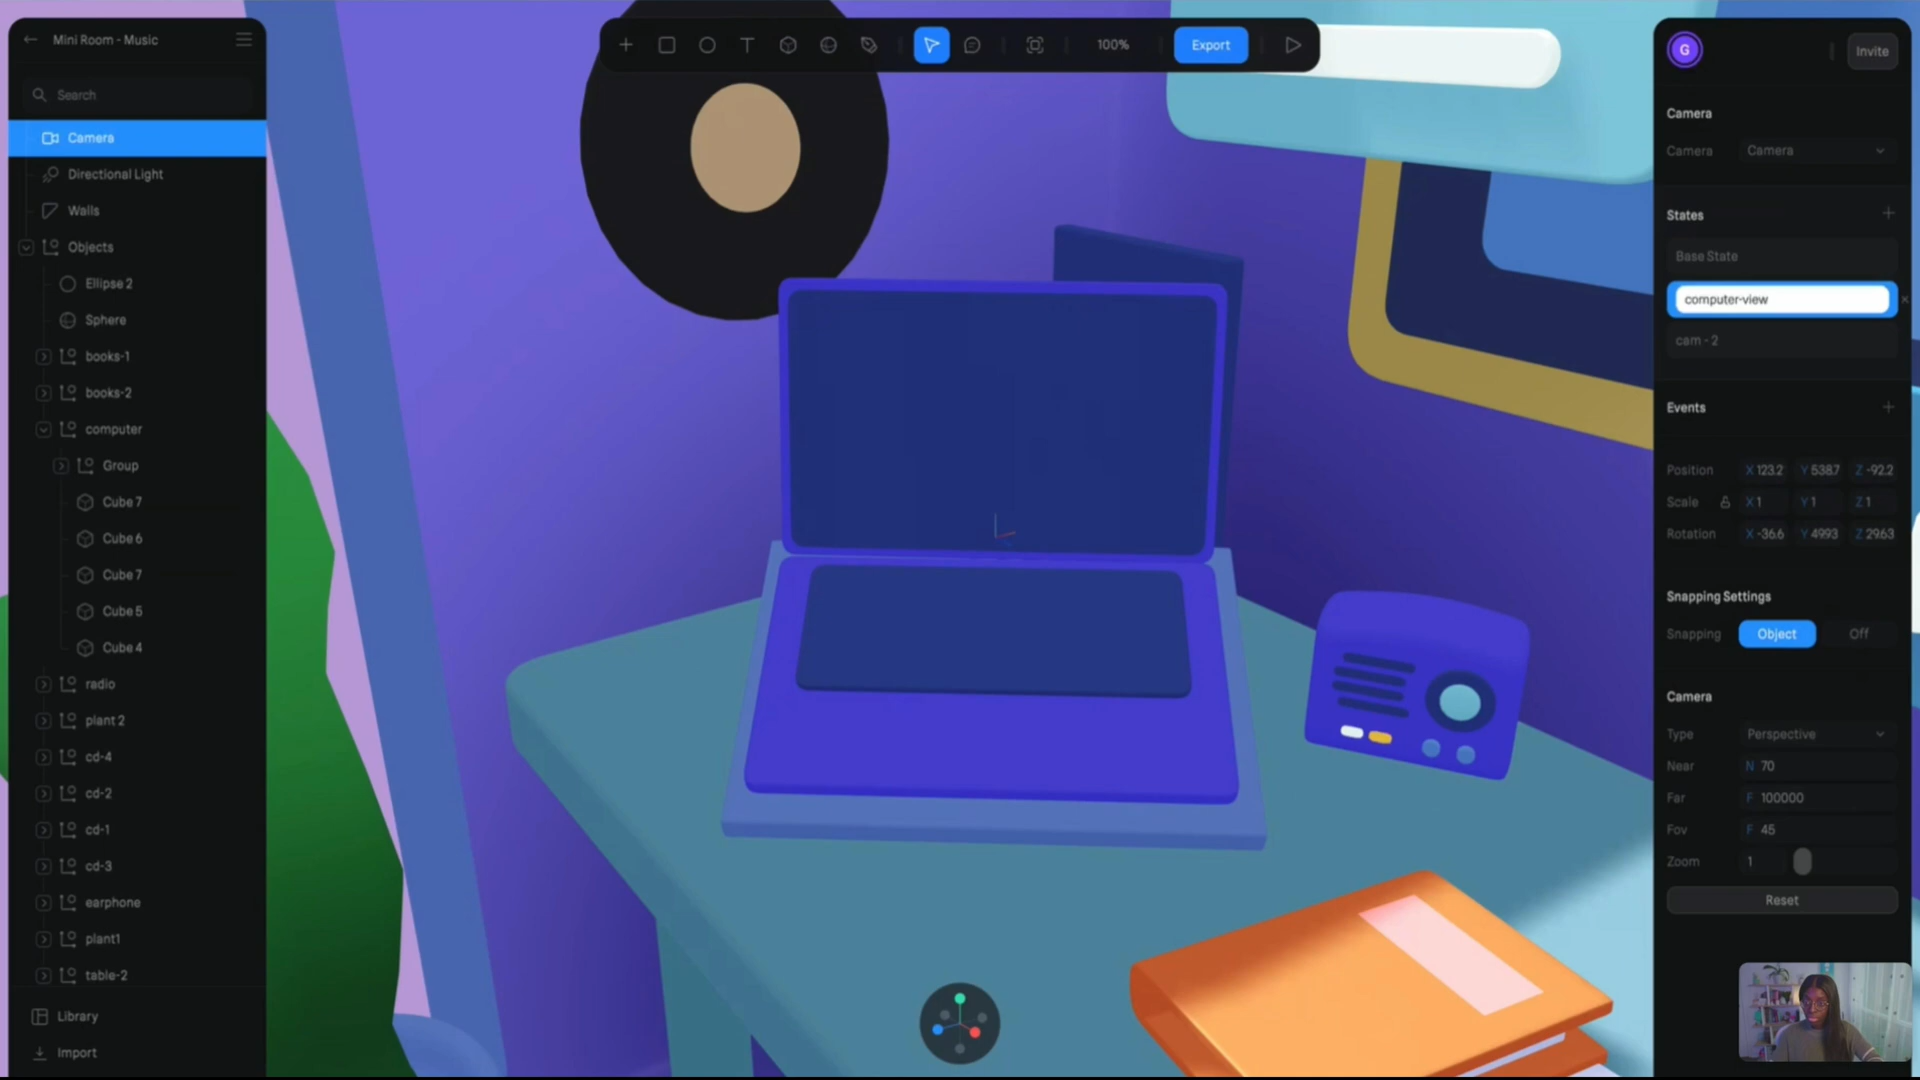 Mini Room - Music
Search
Camera
Directional Light
Walls
Objects
Ellipse 2
Sphere
books-1
books-2
computer
Group
Cube 7
Cube 6
Cube 7
Cube 5
Cube 4
radio
plant 2
cd-4
cd-2
cd-1
cd-3
earphone
plant1
table-2
Library
Import
T
100%
Export
G
Invite
Camera
Camera Camera
States
Base State
computer-view
cam - 2
Events
Position X 123.2 Y 538.7 Z -92.2
Scale X 1 Y 1 Z 1
Rotation X -36.6 Y 49.93 Z 29.63
Snapping Settings
Snapping Object Off
Camera
Type Perspective
Near N 70
Far F 100000
Fov F 45
Zoom 1
Reset